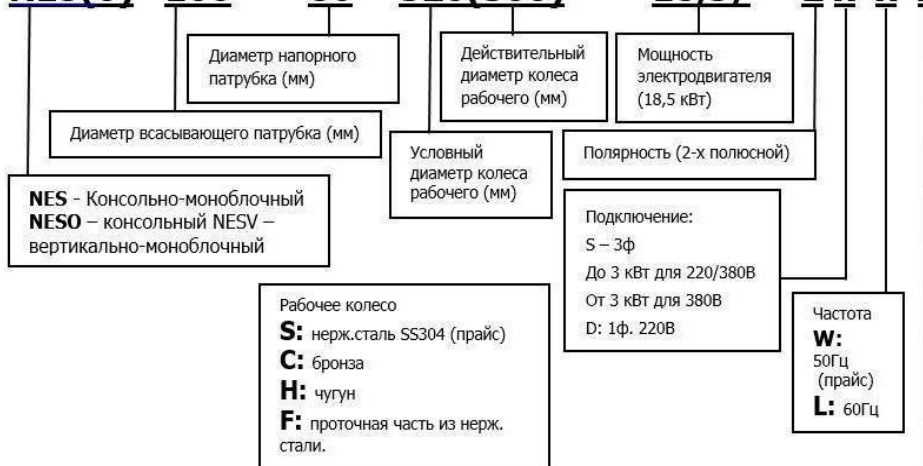 Диаметр напорного
патрубка (мм)
Действительный
диаметр колеса
рабочего (мм)
Мощность
электродвигателя
(18,5 кВт)
Диаметр всасывающего патрубка (мм)
Условный
диаметр колеса
рабочего (мм)
Полярность (2-х полюсной)
NES - Консольно-моноблочный
NESO – консольный NESV –
вертикально-моноблочный
Подключение:
S – 3ф
До 3 кВт для 220/380В
От 3 кВт для 380В
D: 1ф. 220В
Рабочее колесо
S: нерж.сталь SS304 (прайс)
C: бронза
H: чугун
F: проточная часть из нерж.
стали.
Частота
W:
50Гц
(прайс)
L: 60Гц